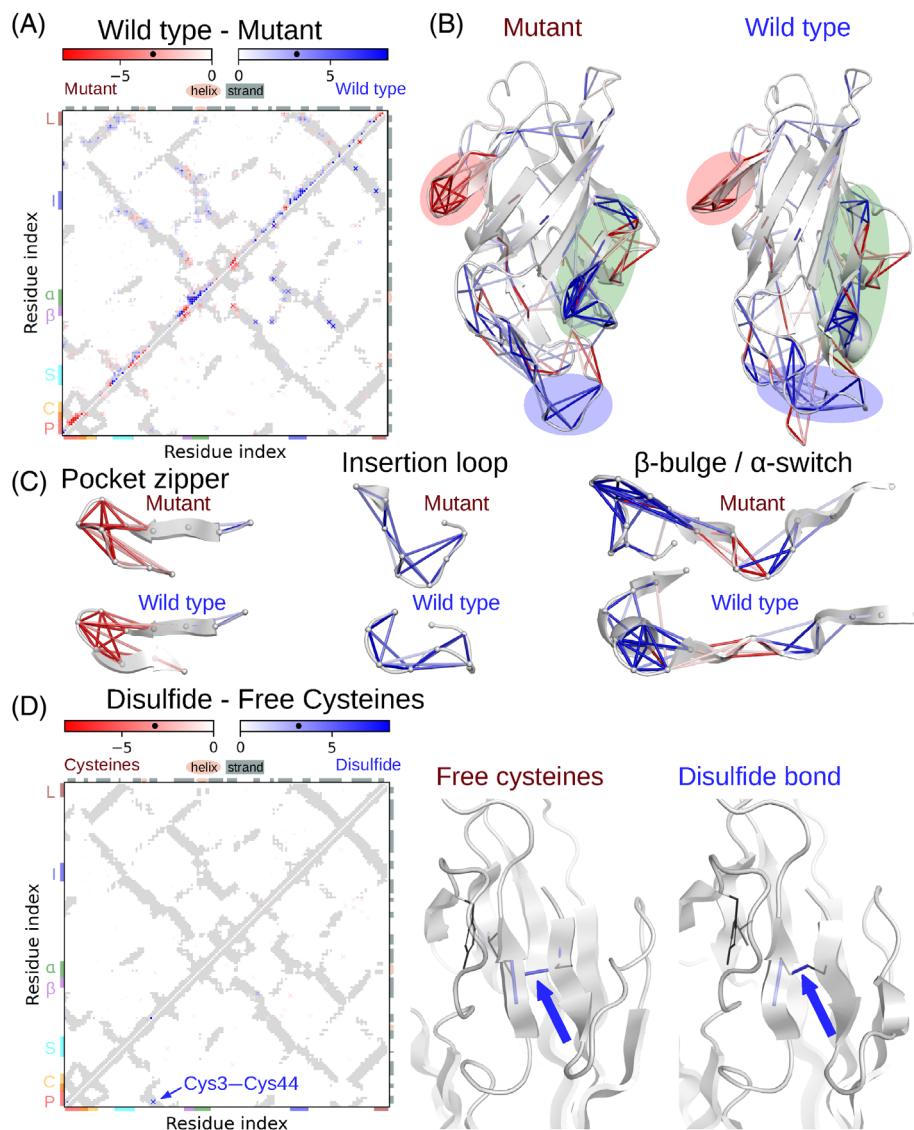 (A)
Wild type - Mutant
−5 0 0 5
Mutant helix strand Wild type
L
I
α
β
S
C
P
Residue index
Residue index
(B)
Mutant Wild type
(C)
Pocket zipper
Mutant
Wild type
Insertion loop
Mutant
Wild type
β-bulge / α-switch
Mutant
Wild type
(D)
Disulfide - Free Cysteines
−5 0 0 5
Cysteines helix strand Disulfide
L
I
α
β
S
C
P
Cys3—Cys44
Residue index
Residue index
Free cysteines Disulfide bond